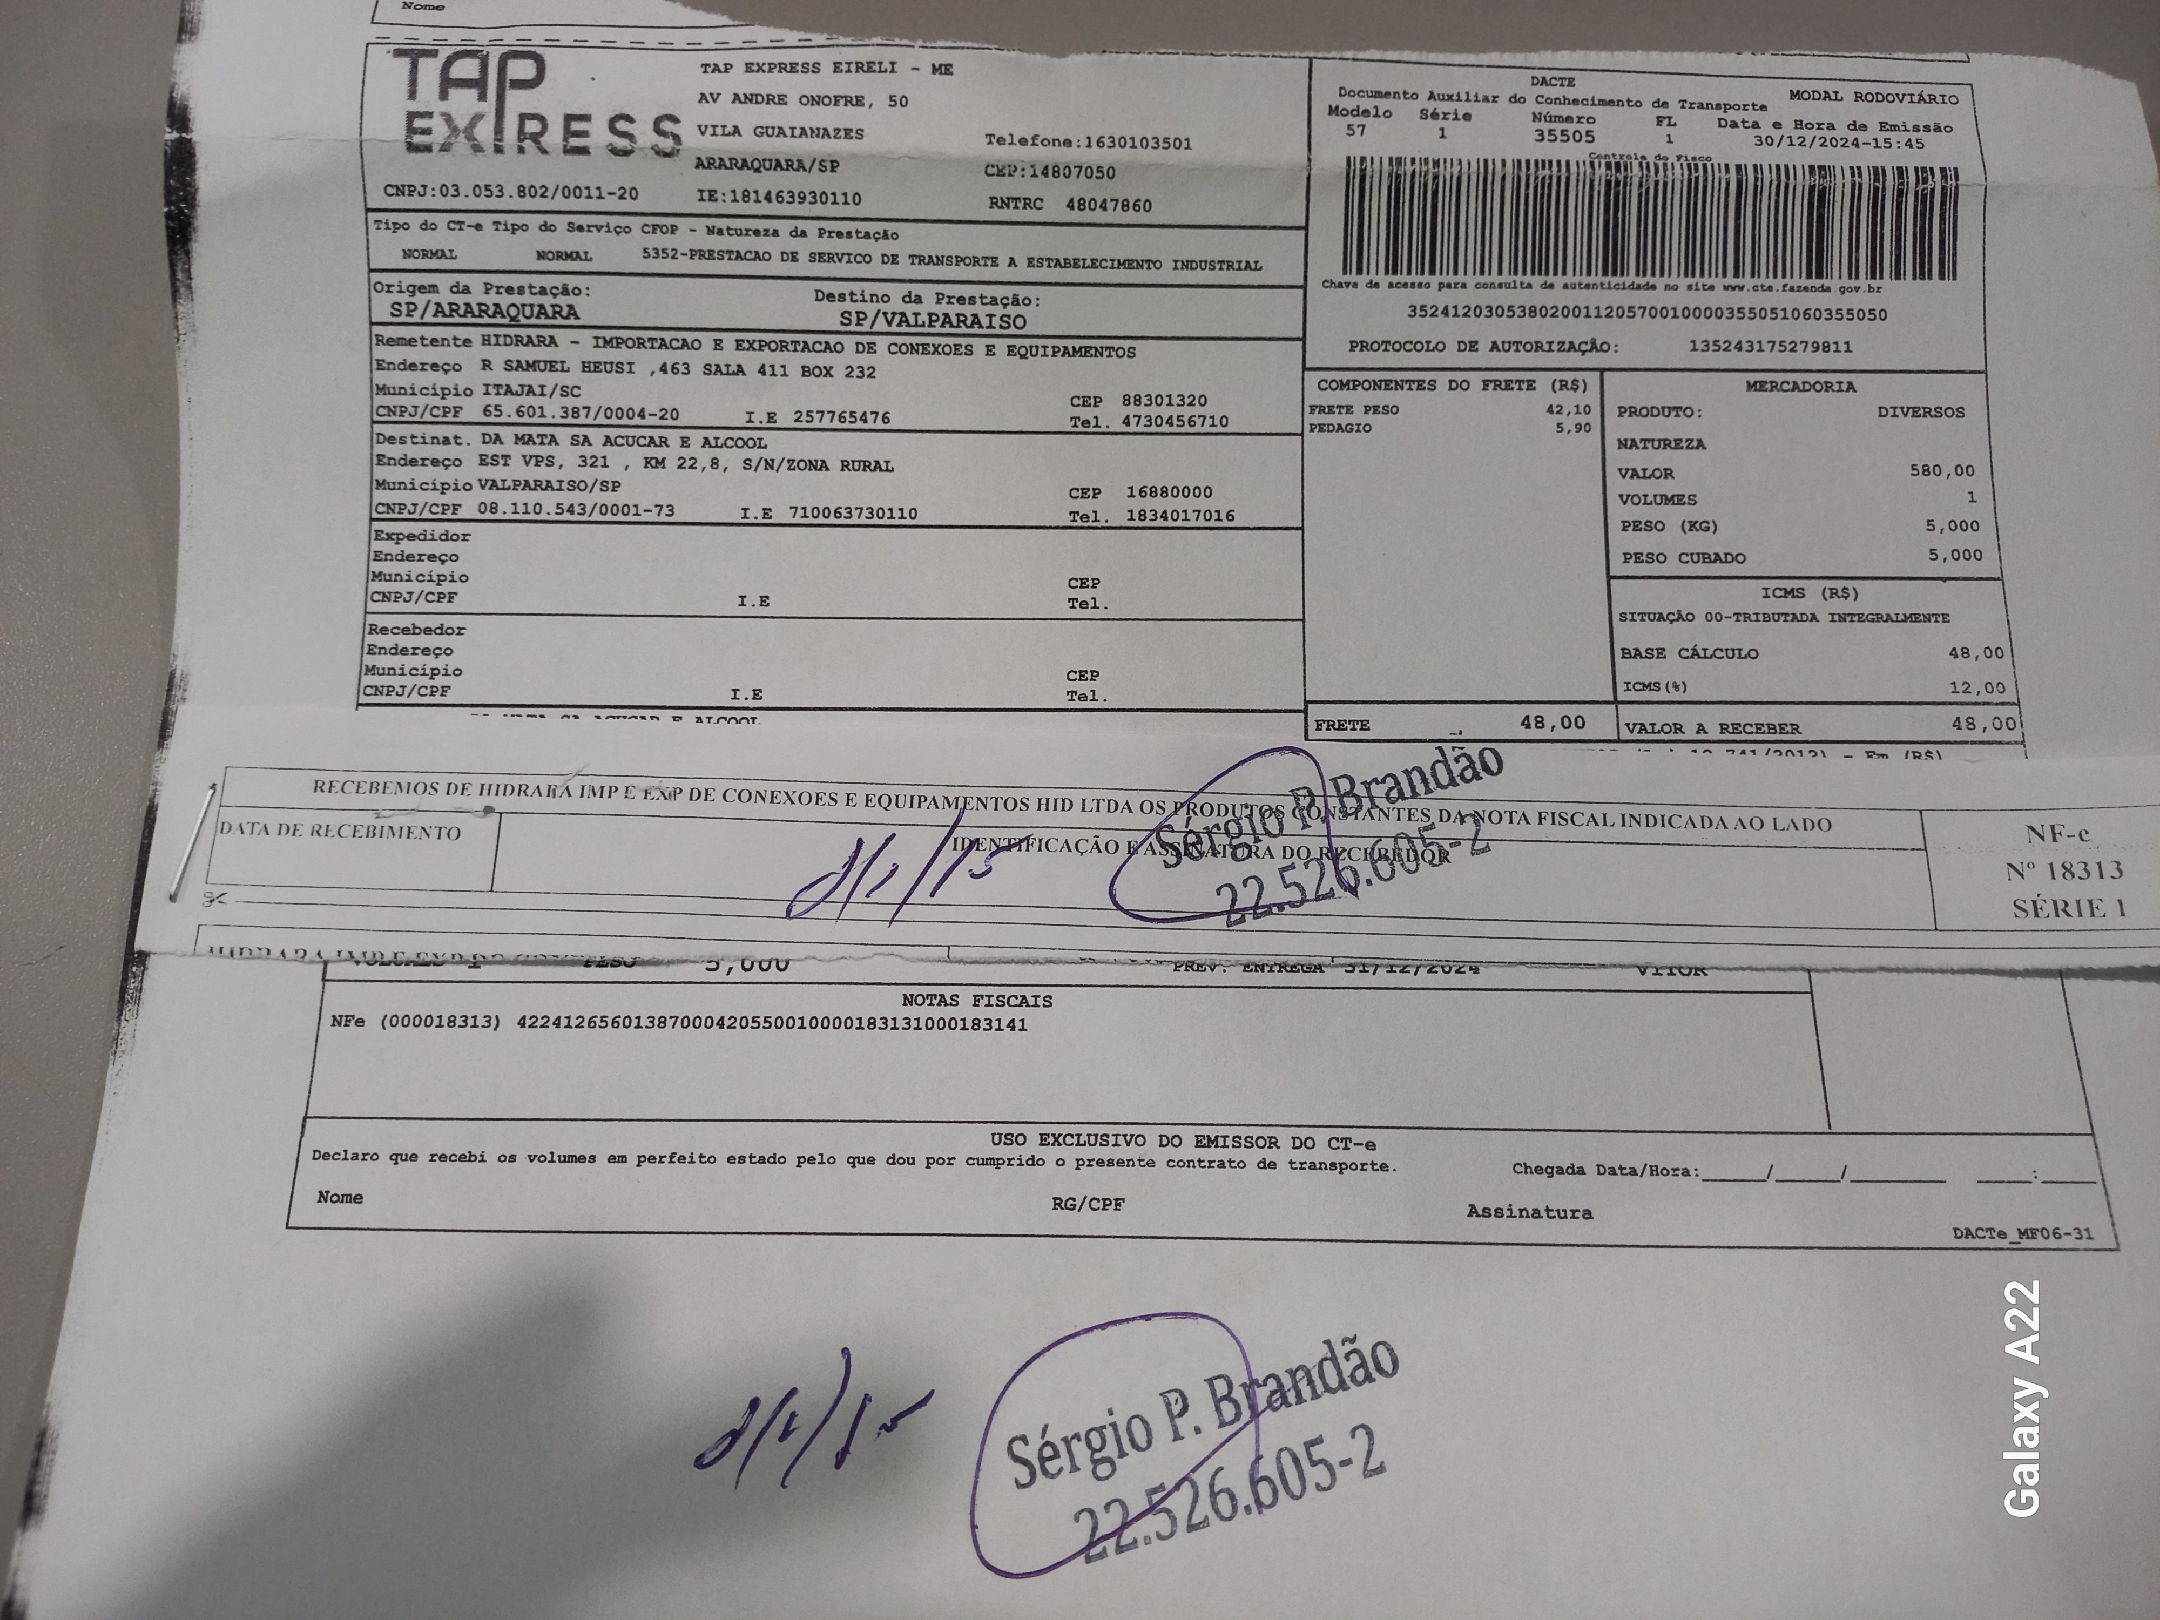 Nome
TAP EXPRESS
TAP EXPRESS EIRELI - ME
AV ANDRE ONOFRE, 50
VILA GUAIANAZES Telefone:1630103501
ARARAQUARA/SP CEP:14807050
CNPJ:03.053.802/0011-20 IE:181463930110 RNTRC 48047860
DACTE
Documento Auxiliar do Conhecimento de Transporte MODAL RODOVIÁRIO
Modelo Série Número FL Data e Hora de Emissão
57 1 35505 1 30/12/2024-15:45
Controle do Fisco
Chave de acesso para consulta de autenticidade no site www.cte.fazenda.gov.br
35241203053802001120570010000355051060355050
PROTOCOLO DE AUTORIZAÇÃO: 135243175279811
Tipo do CT-e Tipo do Serviço CFOP - Natureza da Prestação
NORMAL NORMAL 5352-PRESTACAO DE SERVICO DE TRANSPORTE A ESTABELECIMENTO INDUSTRIAL
Origem da Prestação: Destino da Prestação:
SP/ARARAQUARA SP/VALPARAISO
Remetente HIDRARA - IMPORTACAO E EXPORTACAO DE CONEXOES E EQUIPAMENTOS
Endereço R SAMUEL HEUSI ,463 SALA 411 BOX 232
Município ITAJAI/SC CEP 88301320
CNPJ/CPF 65.601.387/0004-20 I.E 257765476 Tel. 4730456710
Destinat. DA MATA SA ACUCAR E ALCOOL
Endereço EST VPS, 321 , KM 22,8, S/N/ZONA RURAL
Município VALPARAISO/SP CEP 16880000
CNPJ/CPF 08.110.543/0001-73 I.E 710063730110 Tel. 1834017016
Expedidor
Endereço
Município CEP
CNPJ/CPF I.E Tel.
Recebedor
Endereço
Município CEP
CNPJ/CPF I.E Tel.
COMPONENTES DO FRETE (R$)
FRETE PESO 42,10
PEDAGIO 5,90
FRETE 48,00
MERCADORIA
PRODUTO: DIVERSOS
NATUREZA
VALOR 580,00
VOLUMES 1
PESO (KG) 5,000
PESO CUBADO 5,000
ICMS (R$)
SITUAÇÃO 00-TRIBUTADA INTEGRALMENTE
BASE CÁLCULO 48,00
ICMS(%) 12,00
VALOR A RECEBER 48,00
RECEBEMOS DE HIDRARA IMP E EXP DE CONEXOES E EQUIPAMENTOS HID LTDA OS PRODUTOS CONSTANTES DA NOTA FISCAL INDICADA AO LADO
DATA DE RECEBIMENTO
IDENTIFICAÇÃO E ASSINATURA DO RECEBEDOR
NF-e
Nº 18313
SÉRIE 1
Sérgio P. Brandão
22.526.605-2
PESO 5,000 PREV. ENTREGA 31/12/2024 VITOR
NOTAS FISCAIS
NFe (000018313) 42241265601387000420550010000183131000183141
USO EXCLUSIVO DO EMISSOR DO CT-e
Declaro que recebi os volumes em perfeito estado pelo que dou por cumprido o presente contrato de transporte.
Chegada Data/Hora:_____/_____/_____ _____:_____
Nome RG/CPF Assinatura
DACTe_MF06-31
Sérgio P. Brandão
22.526.605-2
Galaxy A22